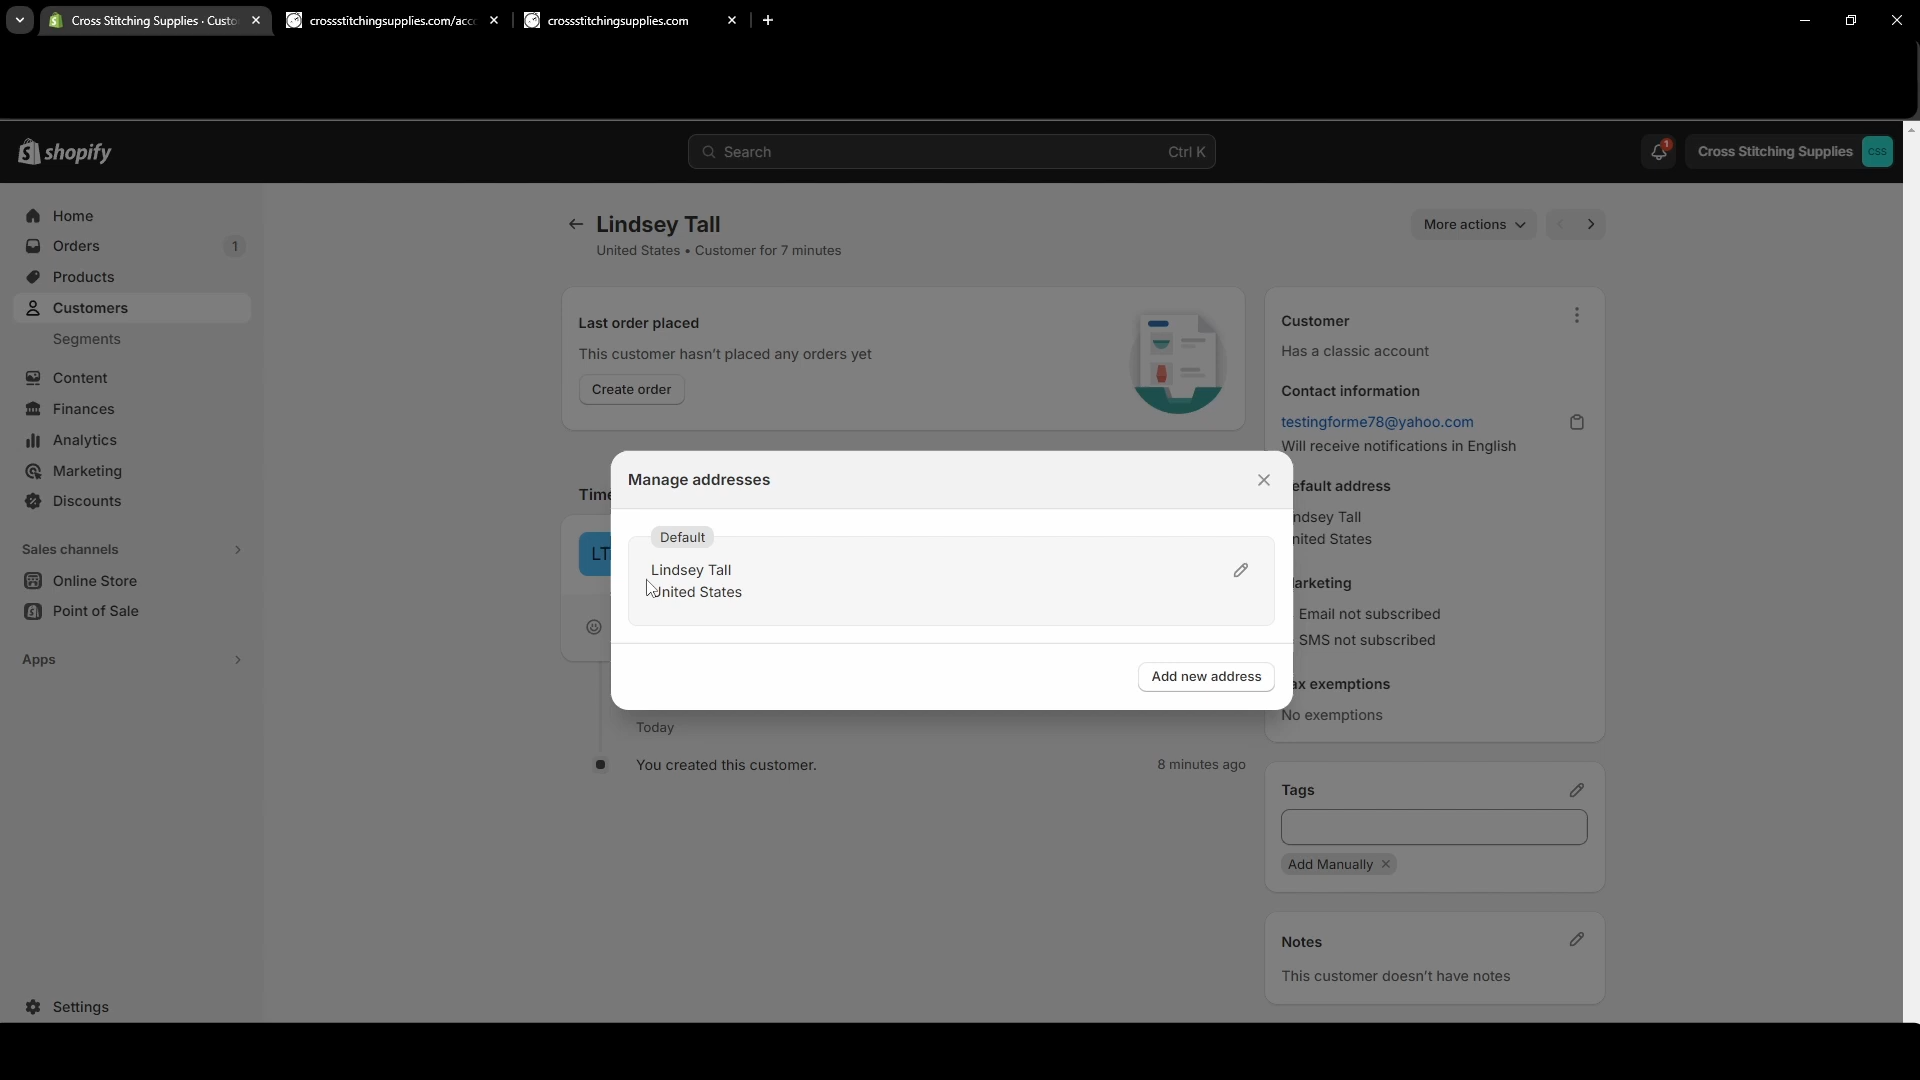 Cross Stitching Supplies · Custo
crossstitchingsupplies.com/acc
crossstitchingsupplies.com
shopify
Search
Ctrl K
1
Cross Stitching Supplies
CSS
Home
Orders
1
Products
Customers
Segments
Content
Finances
Analytics
Marketing
Discounts
Sales channels
Online Store
Point of Sale
Apps
Settings
Lindsey Tall
United States • Customer for 7 minutes
More actions
Last order placed
This customer hasn't placed any orders yet
Create order
Time
LT
Manage addresses
Default
Lindsey Tall
United States
Add new address
Today
You created this customer.
8 minutes ago
Customer
Has a classic account
Contact information
testingforme78@yahoo.com
Will receive notifications in English
efault address
ndsey Tall
nited States
arketing
Email not subscribed
SMS not subscribed
ax exemptions
No exemptions
Tags
Add Manually
Notes
This customer doesn't have notes